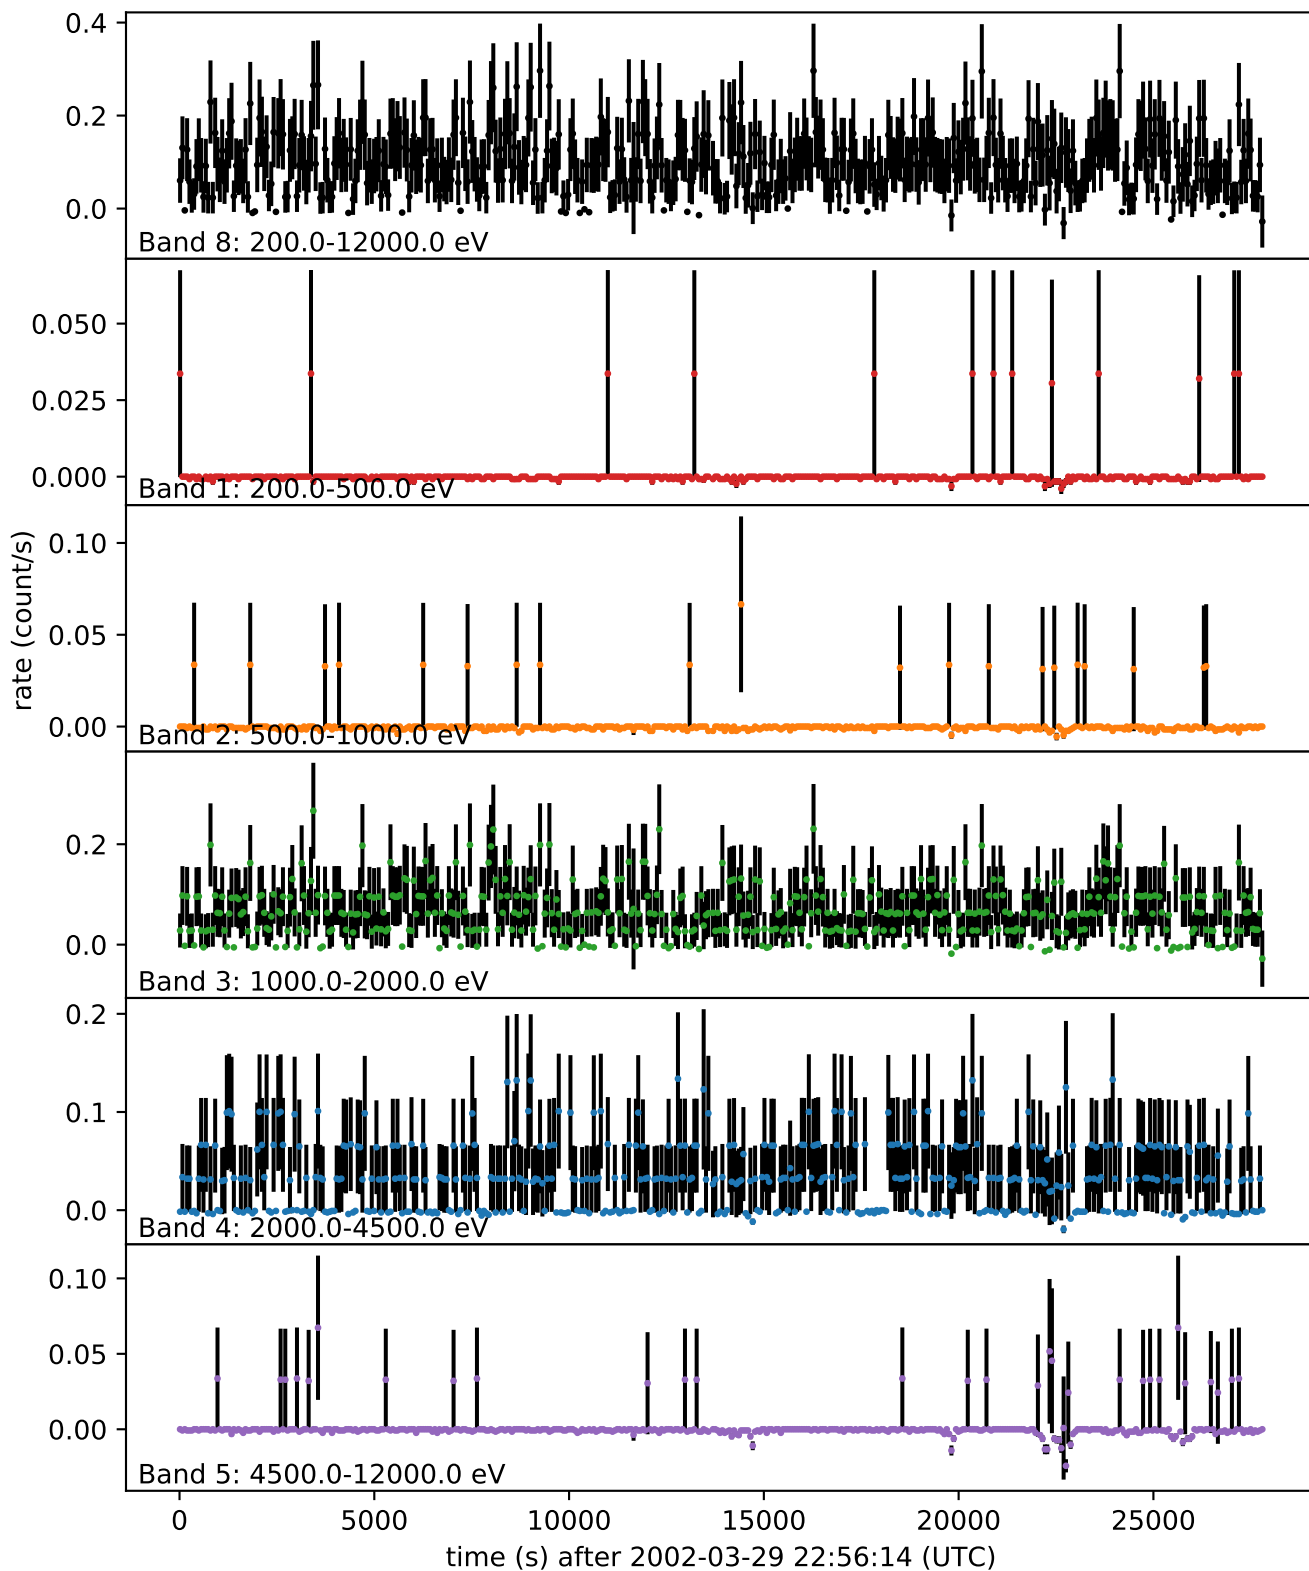 0.4
0.2
0.0
Band 8: 200.0-12000.0 eV
0.050
0.025
0.000
Band 1: 200.0-500.0 eV
rate (count/s)
0.10
0.05
0.00
Band 2: 500.0-1000.0 eV
0.2
0.0
Band 3: 1000.0-2000.0 eV
0.2
0.1
0.0
Band 4: 2000.0-4500.0 eV
0.10
0.05
0.00
Band 5: 4500.0-12000.0 eV
0 5000 10000 15000 20000 25000
time (s) after 2002-03-29 22:56:14 (UTC)